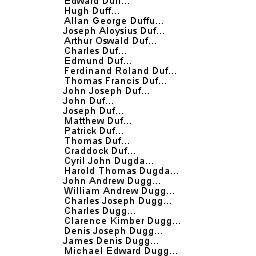 Edward Duff...
Hugh Duff...
Allan George Duffu...
Joseph Aloysius Duf...
Arthur Oswald Duf...
Charles Duf...
Edmund Duf...
Ferdinand Roland Duf...
Thomas Francis Duf...
John Joseph Duf...
John Duf...
Joseph Duf...
Matthew Duf...
Patrick Duf...
Thomas Duf...
Craddock Duf...
Cyril John Dugda...
Harold Thomas Dugda...
John Andrew Dugg...
William Andrew Dugg...
Charles Joseph Dugg...
Charles Dugg...
Clarence Kimber Dugg...
Denis Joseph Dugg...
James Denis Dugg...
Michael Edward Dugg...